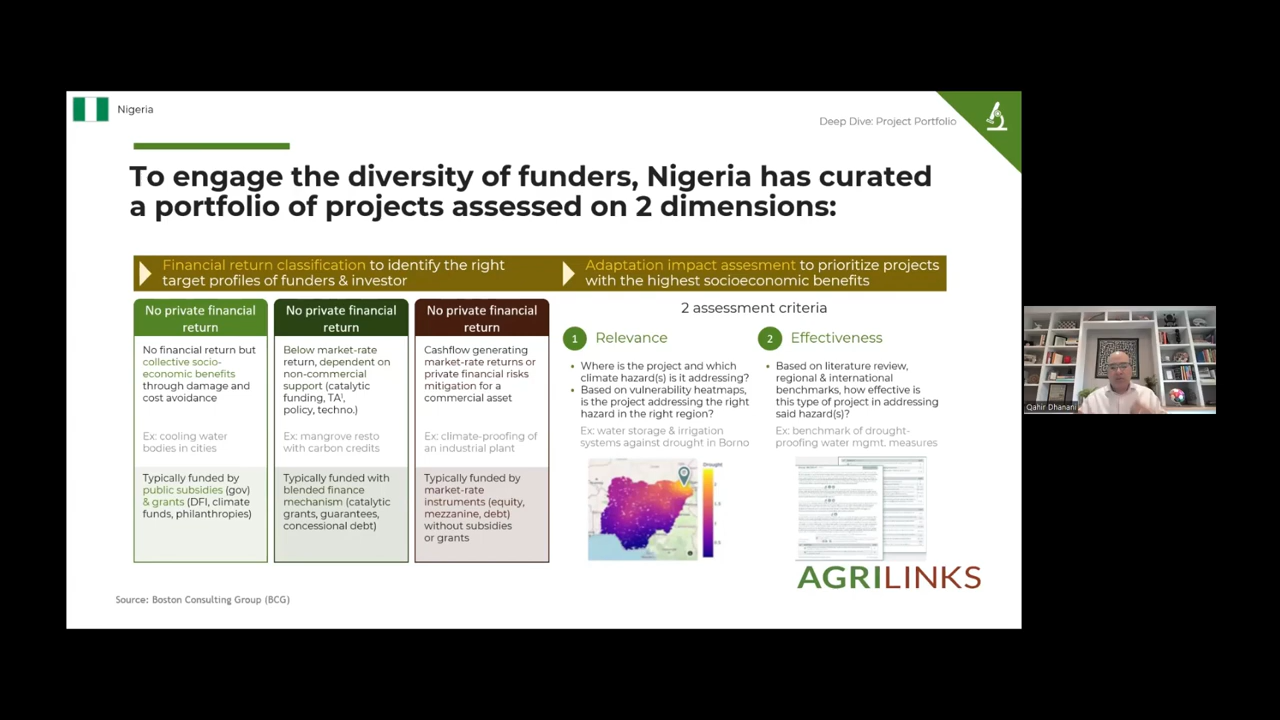 Nigeria
Deep Dive: Project Portfolio
To engage the diversity of funders, Nigeria has curated
a portfolio of projects assessed on 2 dimensions:
Financial return classification to identify the right
target profiles of funders & investor
Adaptation impact assesment to prioritize projects
with the highest socioeconomic benefits
No private financial
return
No financial return but
collective socio-
economic benefits
through damage and
cost avoidance
Ex: cooling water
bodies in cities
Typically funded by
public subsidies (gov)
& grants (DFI, climate
funds, philanthropies)
No private financial
return
Below market-rate
return, dependent on
non-commercial
support (catalytic
funding, TA¹,
policy, techno.)
Ex: mangrove resto
with carbon credits
Typically funded with
blended finance
mechanism (catalytic
grants, guarantees,
concessional debt)
No private financial
return
Cashflow generating
market-rate returns or
private financial risks
mitigation for a
commercial asset
Ex: climate-proofing of
an industrial plant
Typically funded by
market-rate
instruments (equity,
mezzanine, debt)
without subsidies
or grants
2 assessment criteria
1 Relevance
• Where is the project and which
climate hazard(s) is it addressing?
• Based on vulnerability heatmaps,
is the project addressing the right
hazard in the right region?
Ex: water storage & irrigation
systems against drought in Borno
Drought
2 Effectiveness
• Based on literature review,
regional & international
benchmarks, how effective is
this type of project in addressing
said hazard(s)?
Ex: benchmark of drought-
proofing water mgmt. measures
AGRILINKS
Source: Boston Consulting Group (BCG)
Qahir Dhanani